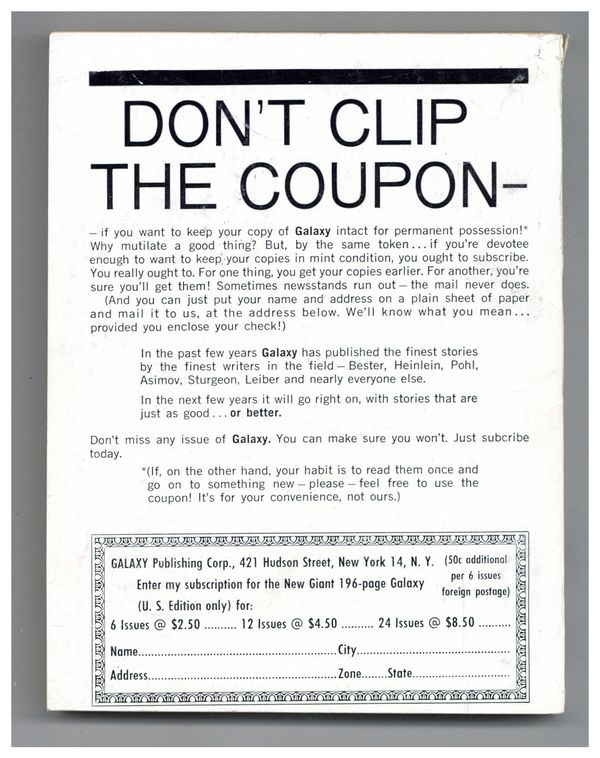 DON'T CLIP
THE COUPON–
– if you want to keep your copy of Galaxy intact for permanent possession!*
Why mutilate a good thing? But, by the same token... if you're devotee
enough to want to keep your copies in mint condition, you ought to subscribe.
You really ought to. For one thing, you get your copies earlier. For another, you're
sure you'll get them! Sometimes newsstands run out – the mail never does.
(And you can just put your name and address on a plain sheet of paper
and mail it to us, at the address below. We'll know what you mean...
provided you enclose your check!)
In the past few years Galaxy has published the finest stories
by the finest writers in the field – Bester, Heinlein, Pohl,
Asimov, Sturgeon, Leiber and nearly everyone else.
In the next few years it will go right on, with stories that are
just as good... or better.
Don't miss any issue of Galaxy. You can make sure you won't. Just subcribe
today.
*(If, on the other hand, your habit is to read them once and
go on to something new – please – feel free to use the
coupon! It's for your convenience, not ours.)
GALAXY Publishing Corp., 421 Hudson Street, New York 14, N. Y. (50c additional
Enter my subscription for the New Giant 196-page Galaxy per 6 issues
(U. S. Edition only) for: foreign postage)
6 Issues @ $2.50 .......... 12 Issues @ $4.50 .......... 24 Issues @ $8.50 ..........
Name.................................................. City..................................................
Address.................................................. Zone........ State..............................